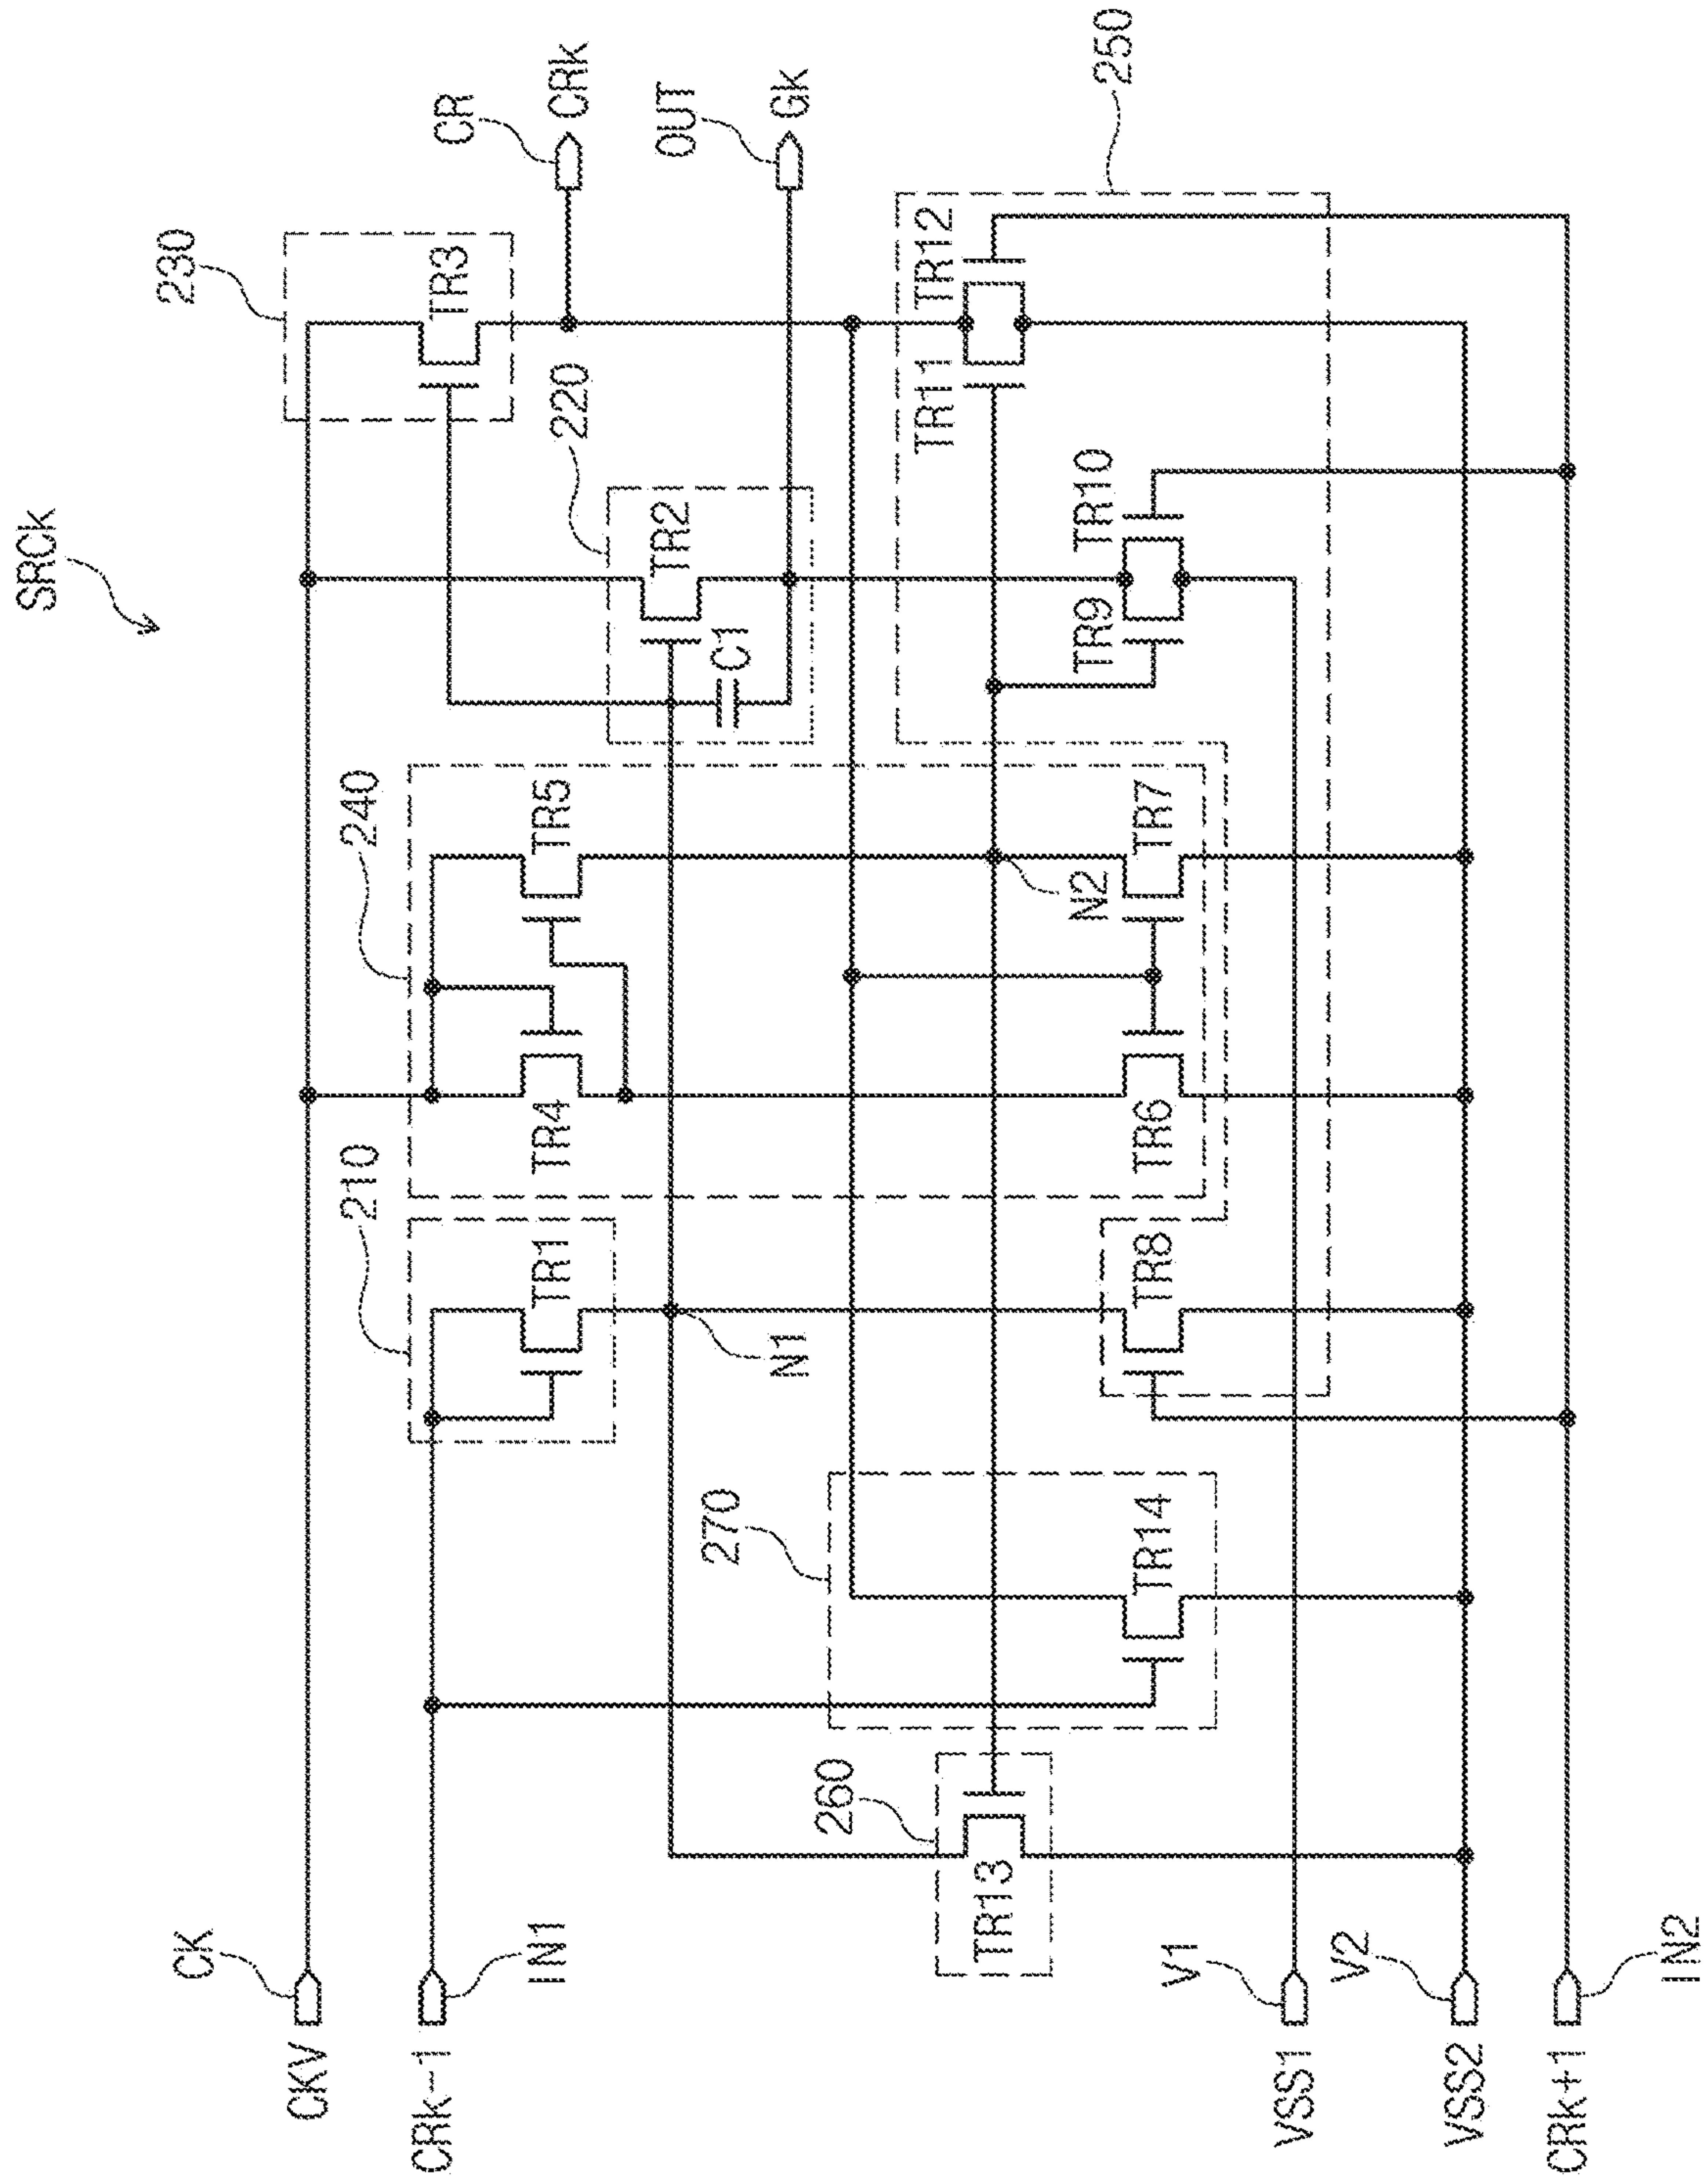 SRCk
230
CK
CKV
TR3
CR
CRk
240
220
210
TR5
TR4
TR1
CRk-1
IN1
TR2
C1
OUT
Gk
N1
270
260
TR12
TR11
250
N2
TR10
TR9
TR7
TR6
TR8
TR14
TR13
V1
VSS1
V2
VSS2
CRk+1
IN2